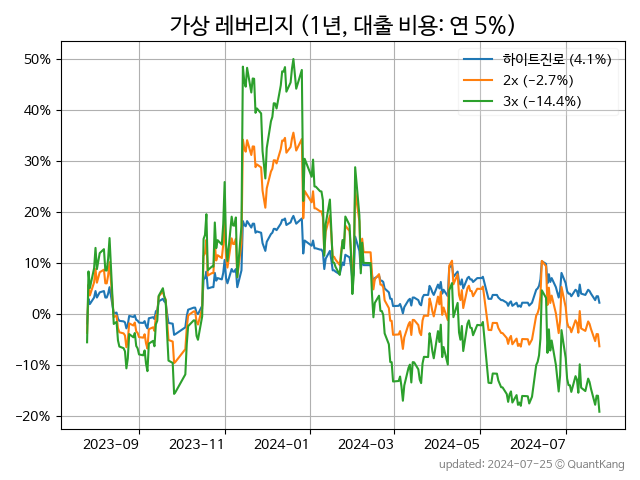 가상 레버리지 (1년, 대출 비용: 연 5%)
하이트진로 (4.1%)
2x (-2.7%)
3x (-14.4%)
50%
40%
30%
20%
10%
0%
-10%
-20%
2023-09 2023-11 2024-01 2024-03 2024-05 2024-07
updated: 2024-07-25 © QuantKang